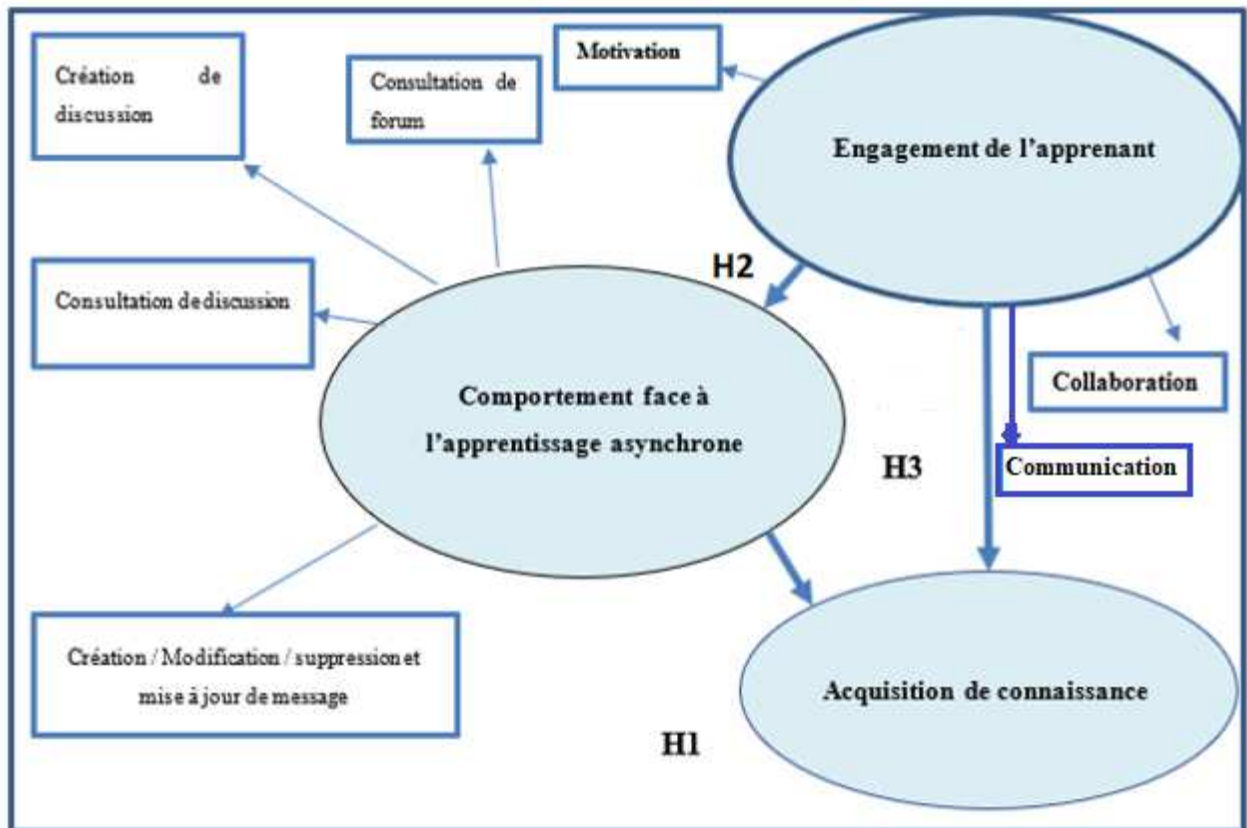 Création de
discussion
Consultation de
forum
Motivation
Engagement de l'apprenant
H2
Consultation de discussion
Comportement face à
l'apprentissage asynchrone
Collaboration
H3
Communication
Création / Modification / suppression et
mise à jour de message
Acquisition de connaissance
H1